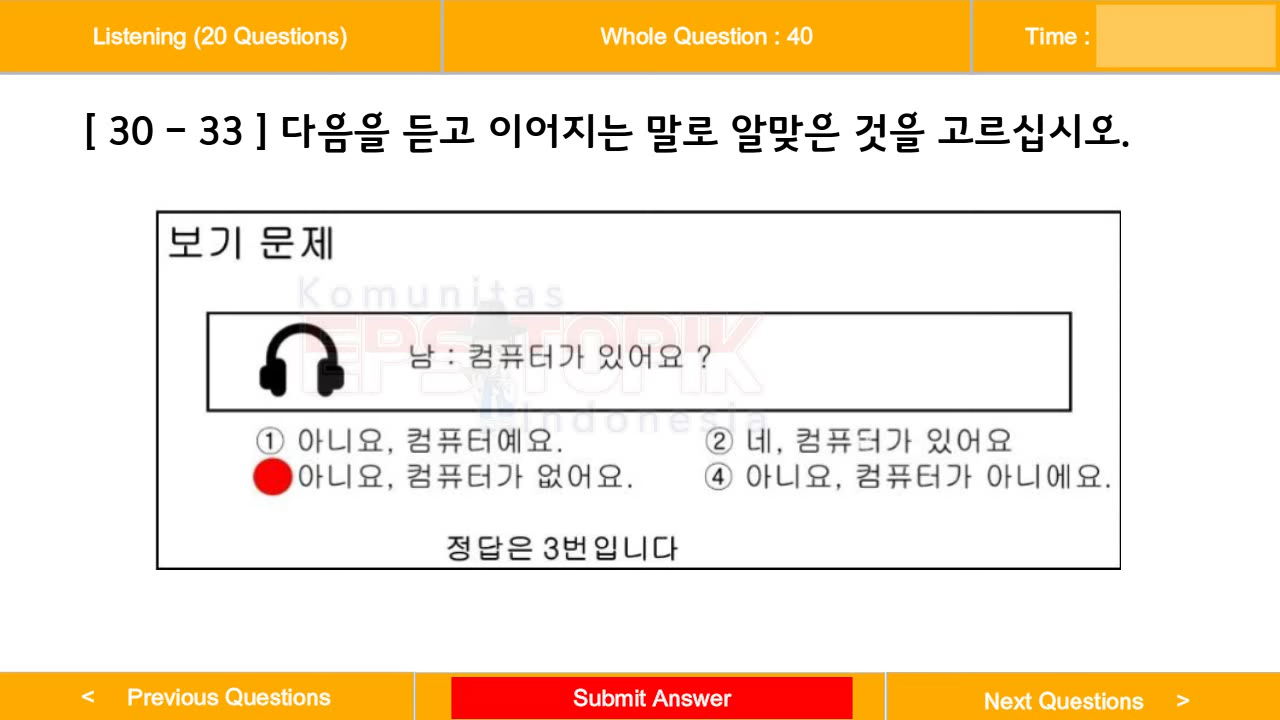 Listening (20 Questions) Whole Question : 40 Time :
[ 30 - 33 ] 다음을 듣고 이어지는 말로 알맞은 것을 고르십시오.
보기 문제
Komunitas
EPS TOPIK
Indonesia
남 : 컴퓨터가 있어요 ?
① 아니요, 컴퓨터예요. ② 네, 컴퓨터가 있어요
아니요, 컴퓨터가 없어요. ④ 아니요, 컴퓨터가 아니에요.
정답은 3번입니다
< Previous Questions Submit Answer Next Questions >